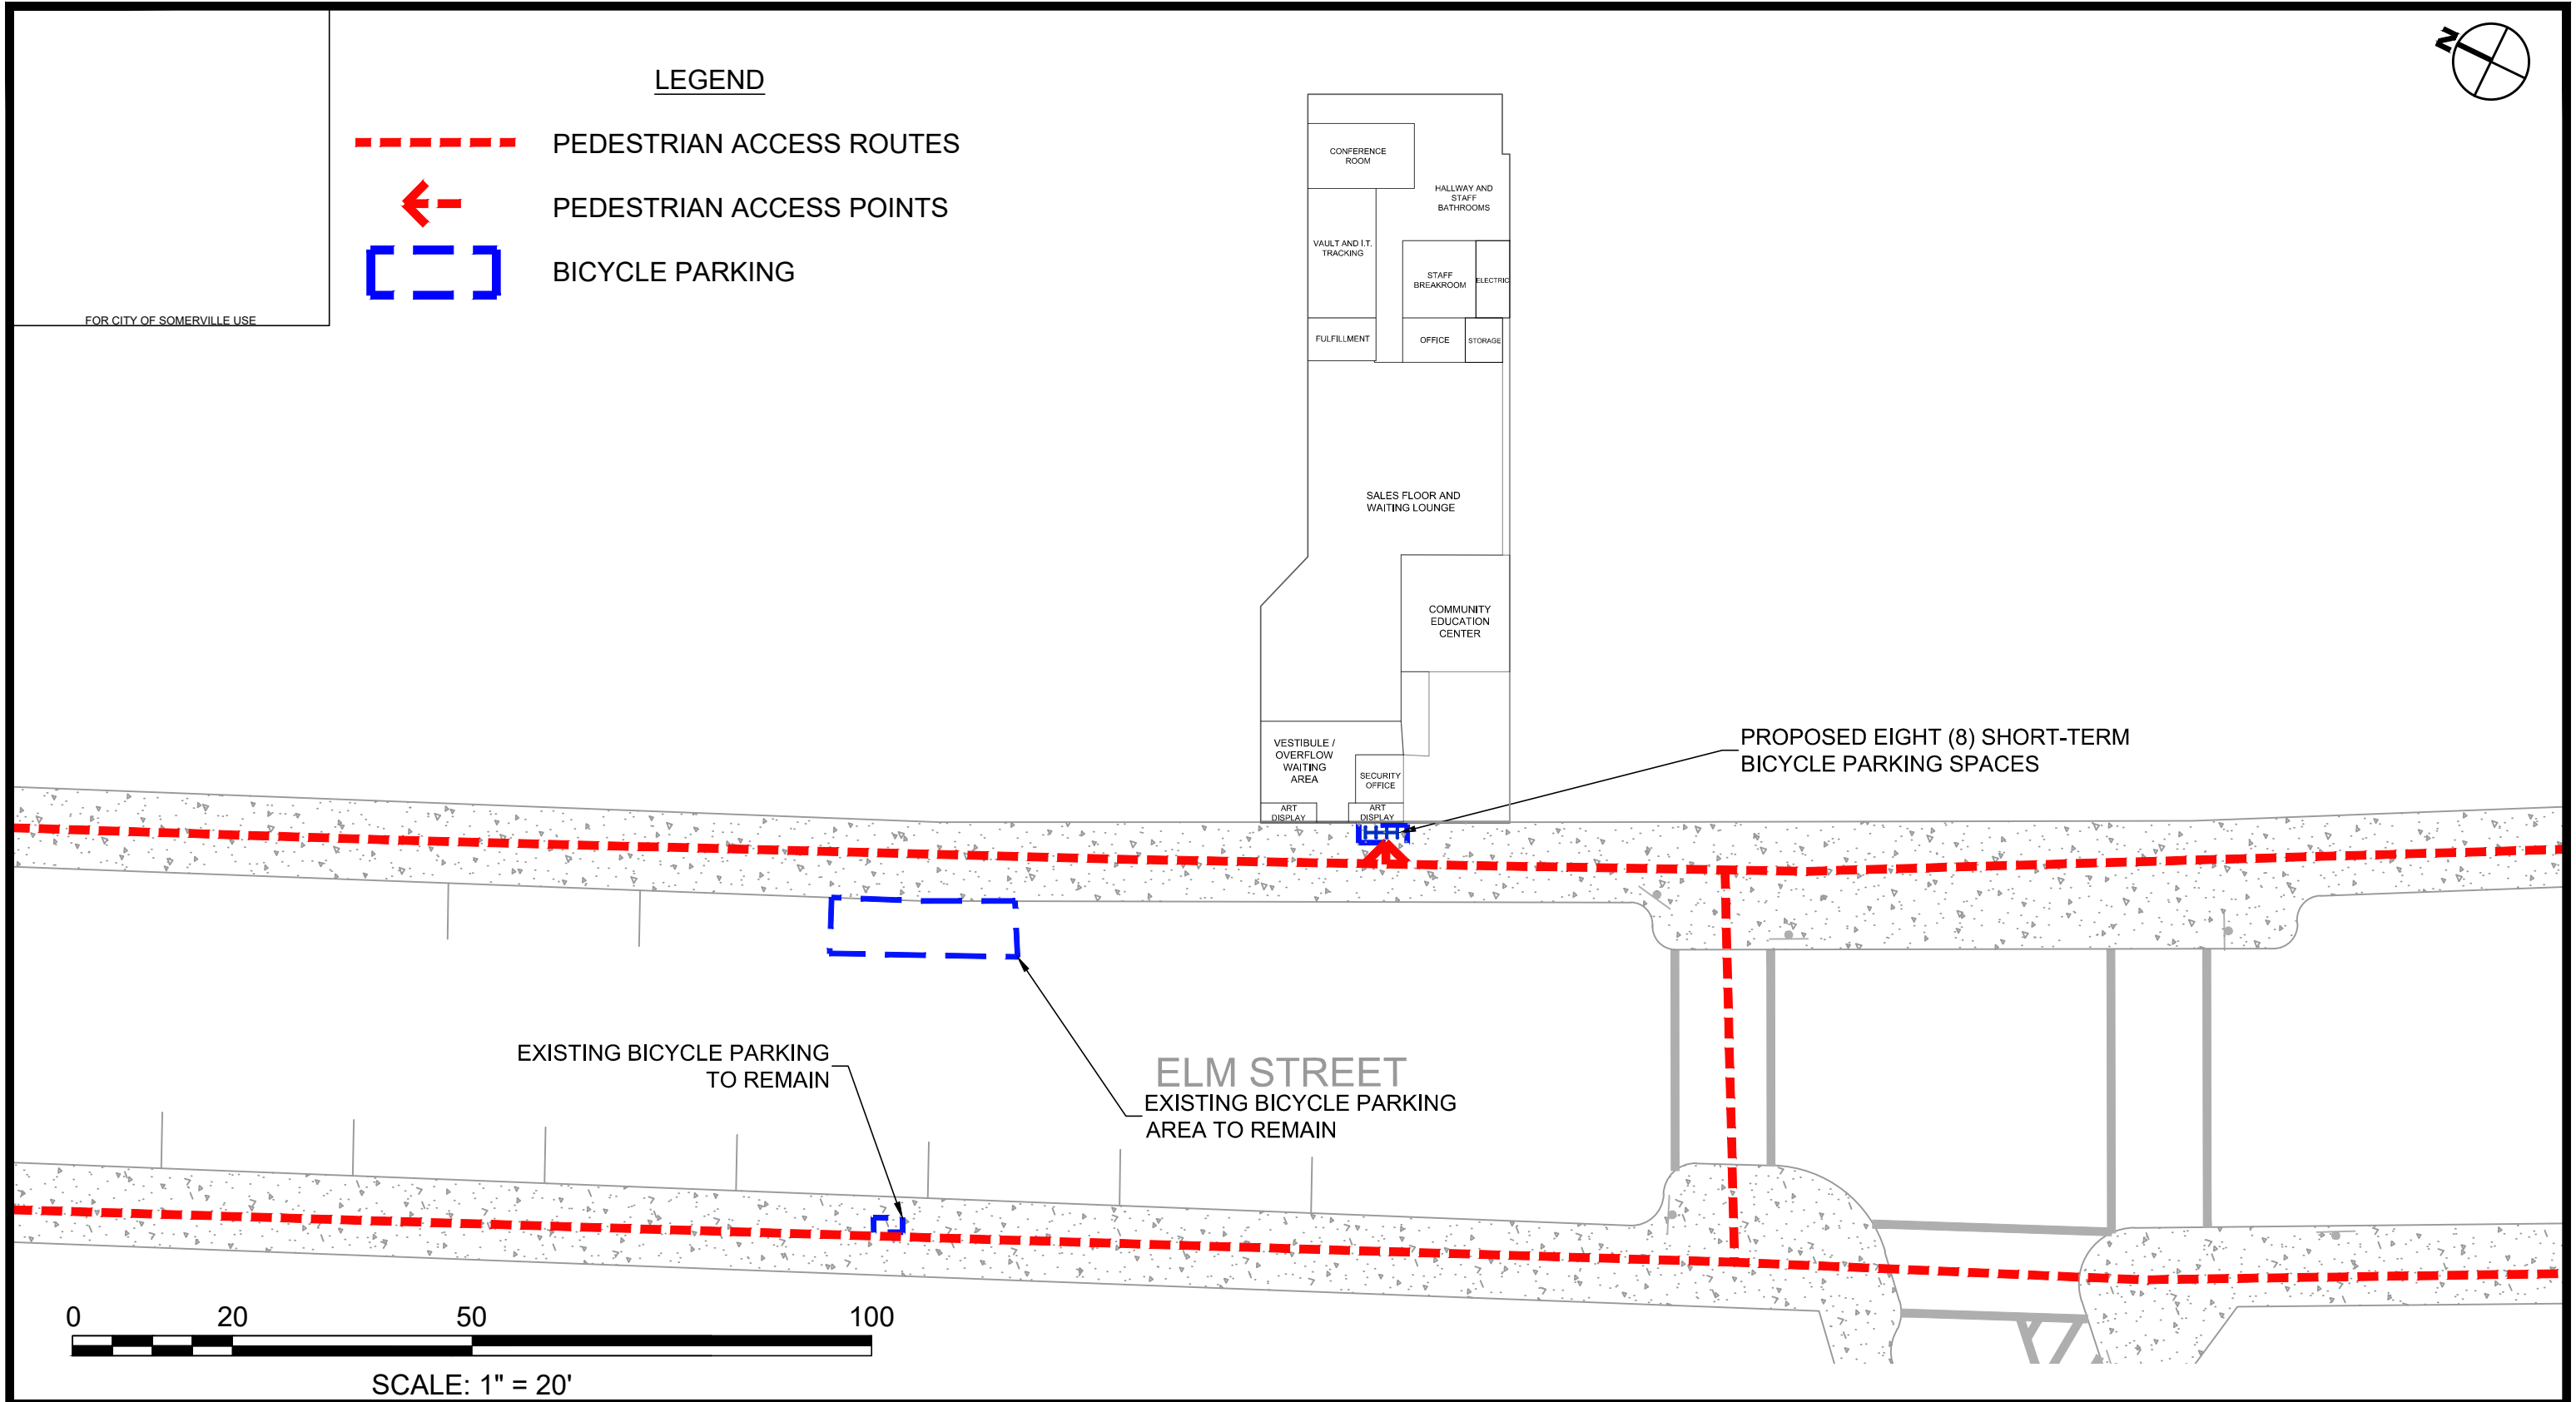 N
LEGEND
PEDESTRIAN ACCESS ROUTES
PEDESTRIAN ACCESS POINTS
BICYCLE PARKING
FOR CITY OF SOMERVILLE USE
CONFERENCE
ROOM
HALLWAY AND
STAFF
BATHROOMS
VAULT AND I.T.
TRACKING
STAFF
BREAKROOM
ELECTRIC
FULFILLMENT
OFFICE
STORAGE
SALES FLOOR AND
WAITING LOUNGE
COMMUNITY
EDUCATION
CENTER
VESTIBULE /
OVERFLOW
WAITING
AREA
SECURITY
OFFICE
ART
DISPLAY
ART
DISPLAY
PROPOSED EIGHT (8) SHORT-TERM
BICYCLE PARKING SPACES
EXISTING BICYCLE PARKING
TO REMAIN
ELM STREET
EXISTING BICYCLE PARKING
AREA TO REMAIN
0 20 50 100
SCALE: 1" = 20'